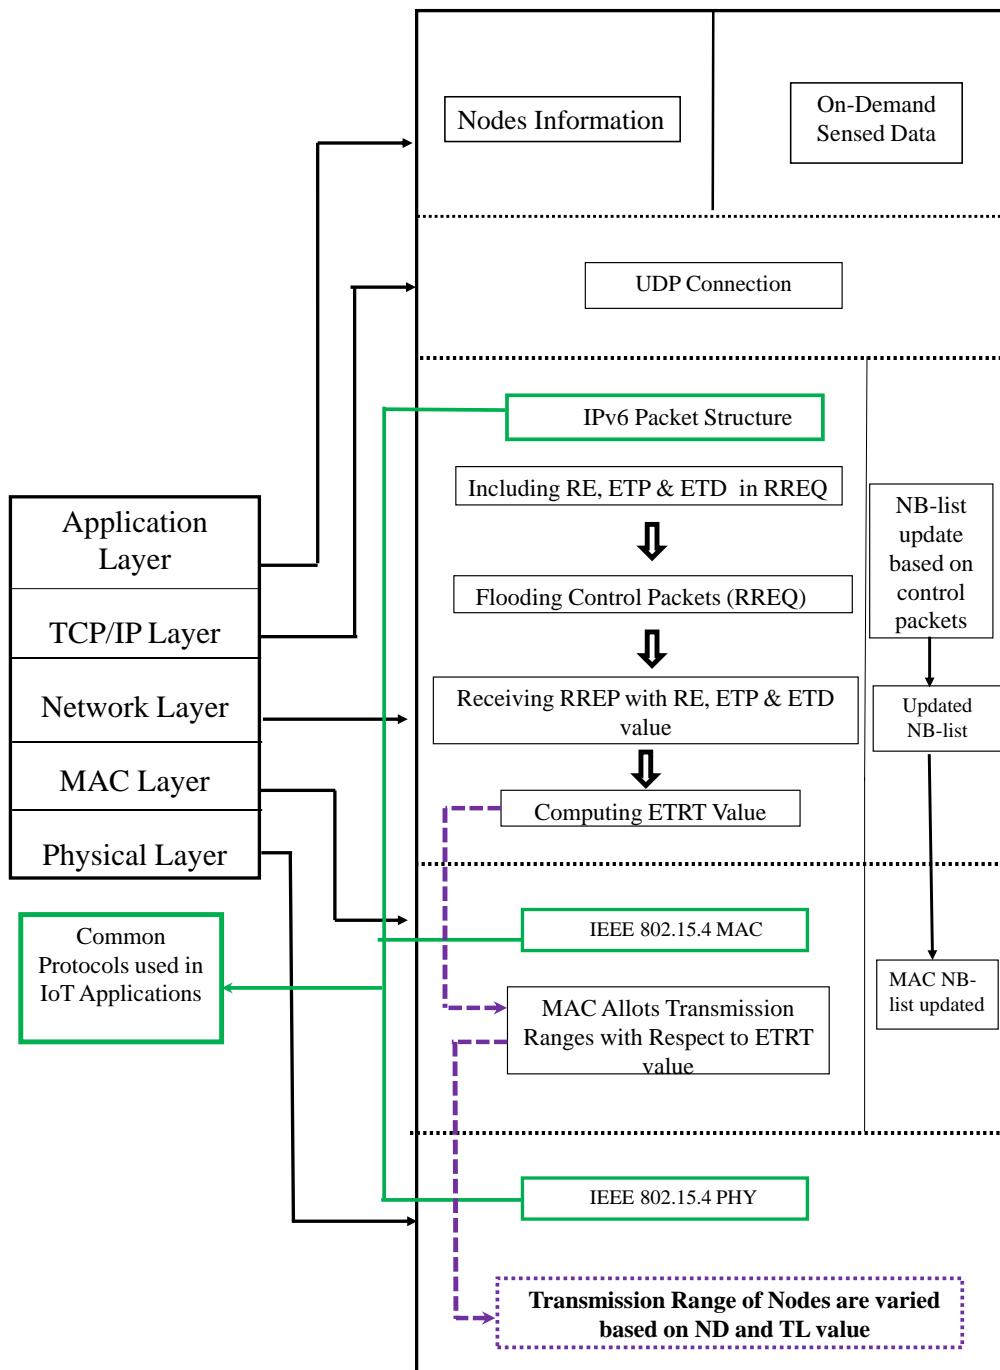 Nodes Information
On-Demand
Sensed Data
UDP Connection
IPv6 Packet Structure
Including RE, ETP & ETD in RREQ
Flooding Control Packets (RREQ)
Receiving RREP with RE, ETP & ETD
value
Computing ETRT Value
NB-list
update
based on
control
packets
Updated
NB-list
Application
Layer
TCP/IP Layer
Network Layer
MAC Layer
Physical Layer
Common
Protocols used in
IoT Applications
IEEE 802.15.4 MAC
MAC Allots Transmission
Ranges with Respect to ETRT
value
MAC NB-
list updated
IEEE 802.15.4 PHY
Transmission Range of Nodes are varied
based on ND and TL value